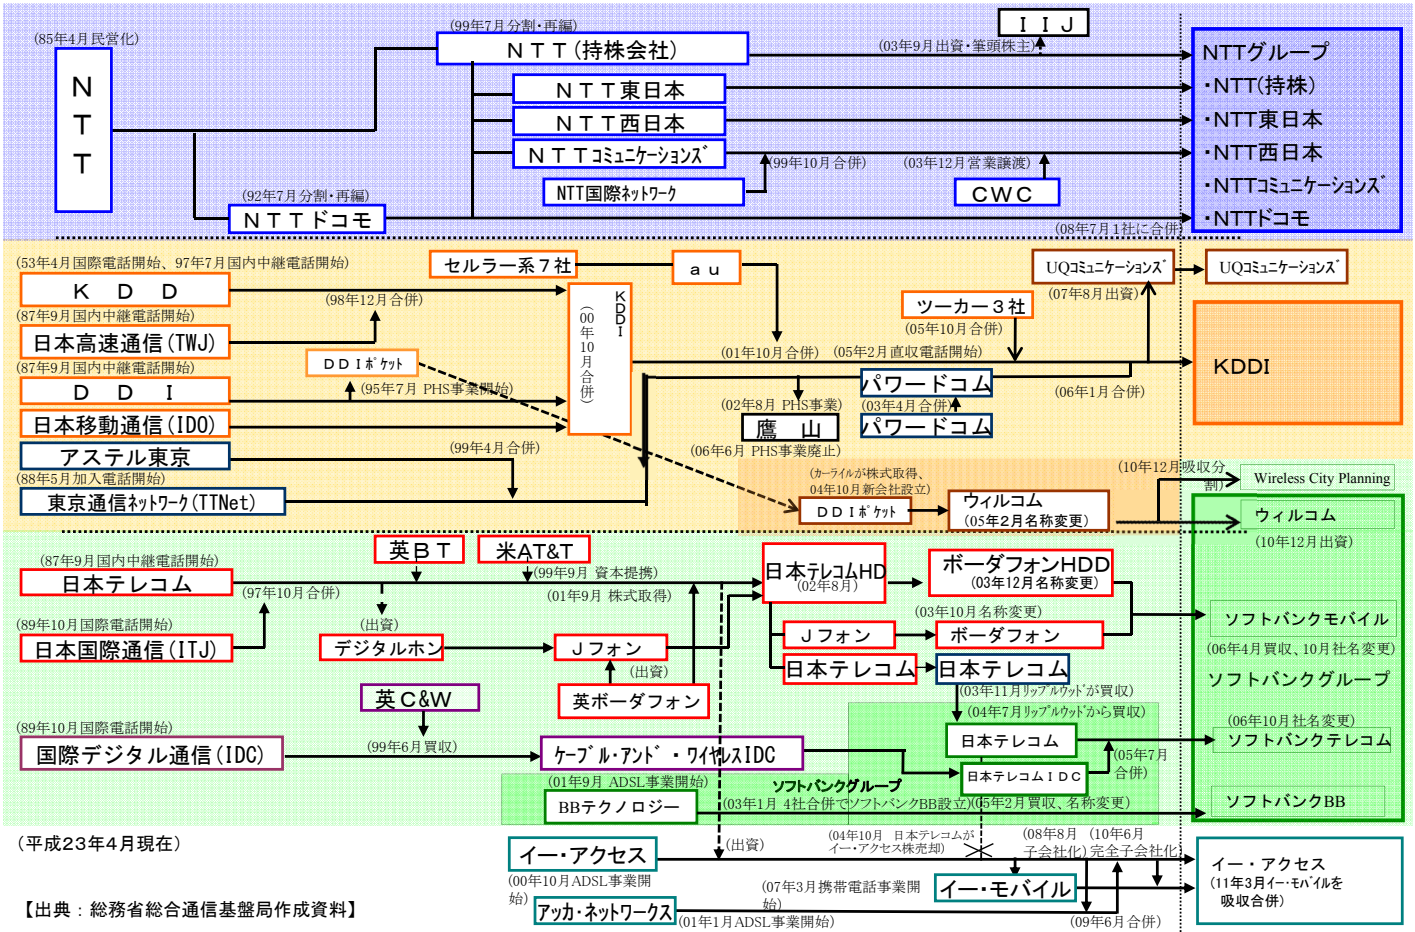 (85年4月民営化)
(99年7月分割・再編)
ＩＩＪ
ＮＴＴ
ＮＴＴ(持株会社)
(03年9月出資・筆頭株主)
ＮＴＴ東日本
ＮＴＴ西日本
ＮＴＴｺﾐｭﾆｹｰｼｮﾝｽﾞ
(99年10月合併)
(03年12月営業譲渡)
NTT国際ネットワーク
ＣＷＣ
(92年7月分割・再編)
ＮＴＴドコモ
(08年7月1社に合併)
NTTグループ
・NTT(持株)
・NTT東日本
・NTT西日本
・NTTｺﾐｭﾆｹｰｼｮﾝｽﾞ
・NTTドコモ
(53年4月国際電話開始、97年7月国内中継電話開始)
ＫＤＤ
セルラー系７社
ａｕ
UQｺﾐｭﾆｹｰｼｮﾝｽﾞ
UQｺﾐｭﾆｹｰｼｮﾝｽﾞ
(07年8月出資)
(98年12月合併)
(87年9月国内中継電話開始)
日本高速通信(TWJ)
ＫＤＤＩ
(00年10月合併)
ツーカー３社
(05年10月合併)
(87年9月国内中継電話開始)
ＤＤＩﾎﾟｹｯﾄ
(01年10月合併)
(05年2月直収電話開始)
KDDI
ＤＤＩ
(95年7月 PHS事業開始)
パワードコム
(06年1月合併)
(02年8月 PHS事業)
(03年4月合併)
日本移動通信(IDO)
鷹山
パワードコム
(06年6月 PHS事業廃止)
アステル東京
(99年4月合併)
(88年5月加入電話開始)
東京通信ネットワーク(TTNet)
(カーライルが株式取得、
04年10月新会社設立)
ＤＤＩﾎﾟｹｯﾄ
ウィルコム
(05年２月名称変更)
(10年12月吸収分
割)
Wireless City Planning
ウィルコム
(10年12月出資)
(87年9月国内中継電話開始)
日本テレコム
英ＢＴ
米AT&T
(99年9月 資本提携)
(97年10月合併)
(01年9月 株式取得)
日本テレコムHD
(02年8月)
ボーダフォンHDD
(03年12月名称変更)
(89年10月国際電話開始)
日本国際通信(ITJ)
(出資)
デジタルホン
Ｊフォン
(出資)
Ｊフォン
(03年10月名称変更)
ボーダフォン
日本テレコム
日本テレコム
ソフトバンクモバイル
(06年4月買収、10月社名変更)
ソフトバンクグループ
英Ｃ&Ｗ
英ボーダフォン
(03年11月リップルウッドが買収)
(04年7月リップルウッドから買収)
(89年10月国際電話開始)
国際デジタル通信(IDC)
(99年6月買収)
ｹｰﾌﾞﾙ・ｱﾝﾄﾞ・ﾜｲﾔﾚｽIDC
日本テレコム
(05年7月
合併)
(06年10月社名変更)
ソフトバンクテレコム
日本テレコムＩＤＣ
(01年9月 ADSL事業開始)
ソフトバンクグループ
BBテクノロジー
(03年1月 4社合併でソフトバンクBB設立)
(05年2月買収、名称変更)
ソフトバンクBB
（平成23年4月現在）
イー・アクセス
(出資)
(04年10月 日本テレコムが
イー・アクセス株売却)
(08年8月
子会社化)
(10年6月
完全子会社化)
(00年10月ADSL事業開
始)
(07年3月携帯電話事業開
始)
イー・モバイル
イー・アクセス
(11年3月イー・ﾓﾊﾞｲﾙを
吸収合併)
【出典：総務省総合通信基盤局作成資料】
アッカ・ネットワークス
(01年1月ADSL事業開始)
(09年6月合併)